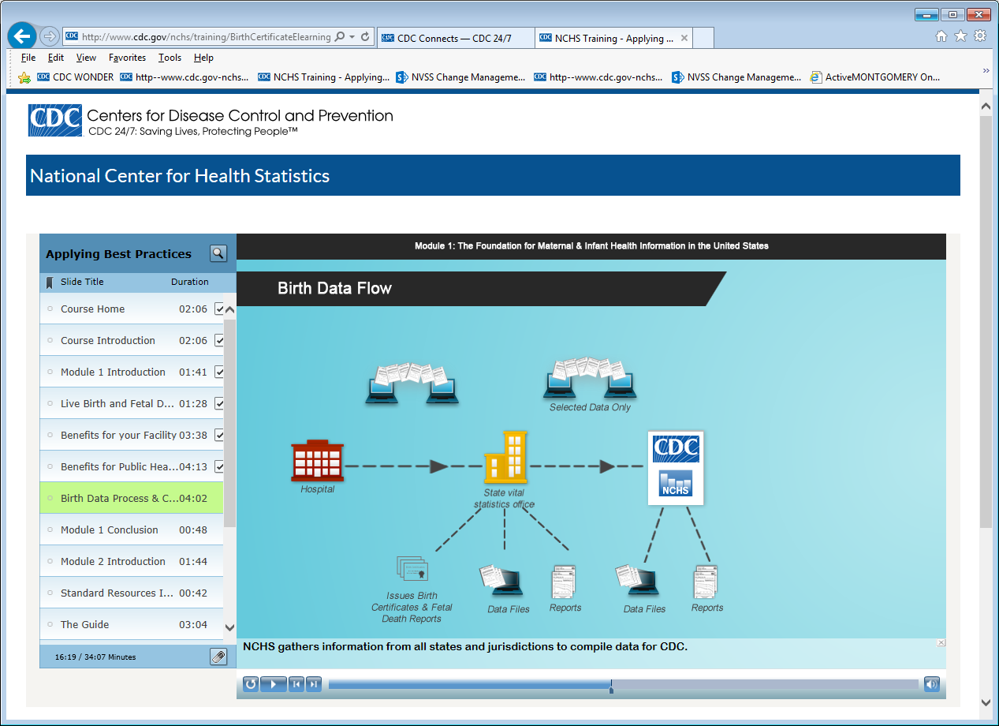 http://www.cdc.gov/nchs/training/BirthCertificateElearning
CDC Connects — CDC 24/7
NCHS Training - Applying ...
File Edit View Favorites Tools Help
CDC WONDER
http--www.cdc.gov-nchs...
NCHS Training - Applying...
NVSS Change Manageme...
http--www.cdc.gov-nchs...
NVSS Change Manageme...
ActiveMONTGOMERY On...
CDC Centers for Disease Control and Prevention
CDC 24/7: Saving Lives, Protecting People™
National Center for Health Statistics
Applying Best Practices
Slide Title Duration
Course Home 02:06
Course Introduction 02:06
Module 1 Introduction 01:41
Live Birth and Fetal D... 01:28
Benefits for your Facility 03:38
Benefits for Public Hea... 04:13
Birth Data Process & C... 04:02
Module 1 Conclusion 00:48
Module 2 Introduction 01:44
Standard Resources I... 00:42
The Guide 03:04
16:19 / 34:07 Minutes
Module 1: The Foundation for Maternal & Infant Health Information in the United States
Birth Data Flow
Selected Data Only
Hospital
State vital
statistics office
CDC
NCHS
Issues Birth
Certificates & Fetal
Death Reports
Data Files
Reports
Data Files
Reports
NCHS gathers information from all states and jurisdictions to compile data for CDC.